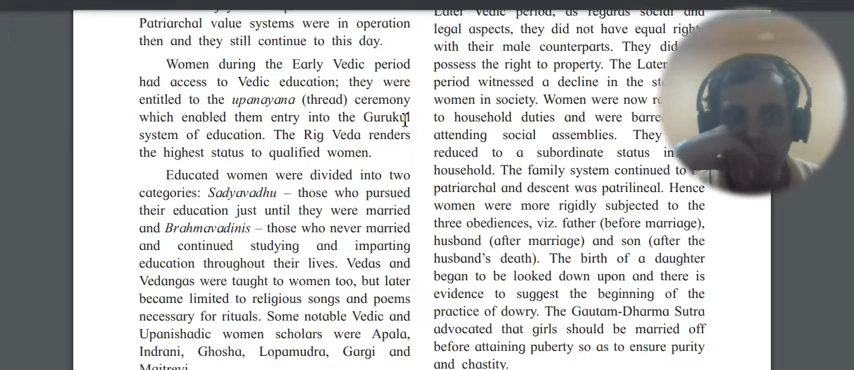 Patriarchal value systems were in operation
then and they still continue to this day.
Women during the Early Vedic period
had access to Vedic education; they were
entitled to the upanayana (thread) ceremony
which enabled them entry into the Gurukul
system of education. The Rig Veda renders
the highest status to qualified women.
Educated women were divided into two
categories: Sadyavadhu – those who pursued
their education just until they were married
and Brahmavadinis – those who never married
and continued studying and imparting
education throughout their lives. Vedas and
Vedangas were taught to women too, but later
became limited to religious songs and poems
necessary for rituals. Some notable Vedic and
Upanishadic women scholars were Apala,
Indrani, Ghosha, Lopamudra, Gargi and
Maitreyi.
Later Vedic period, as regards social and
legal aspects, they did not have equal
with their male counterparts. They did
possess the right to property. The Later
period witnessed a decline in the
women in society. Women were now
to household duties and were
attending social assemblies. They
reduced to a subordinate status in
household. The family system continued to
patriarchal and descent was patrilineal. Hence
women were more rigidly subjected to the
three obediences, viz. father (before marriage),
husband (after marriage) and son (after the
husband's death). The birth of a daughter
began to be looked down upon and there is
evidence to suggest the beginning of the
practice of dowry. The Gautam-Dharma Sutra
advocated that girls should be married off
before attaining puberty so as to ensure purity
and chastity.